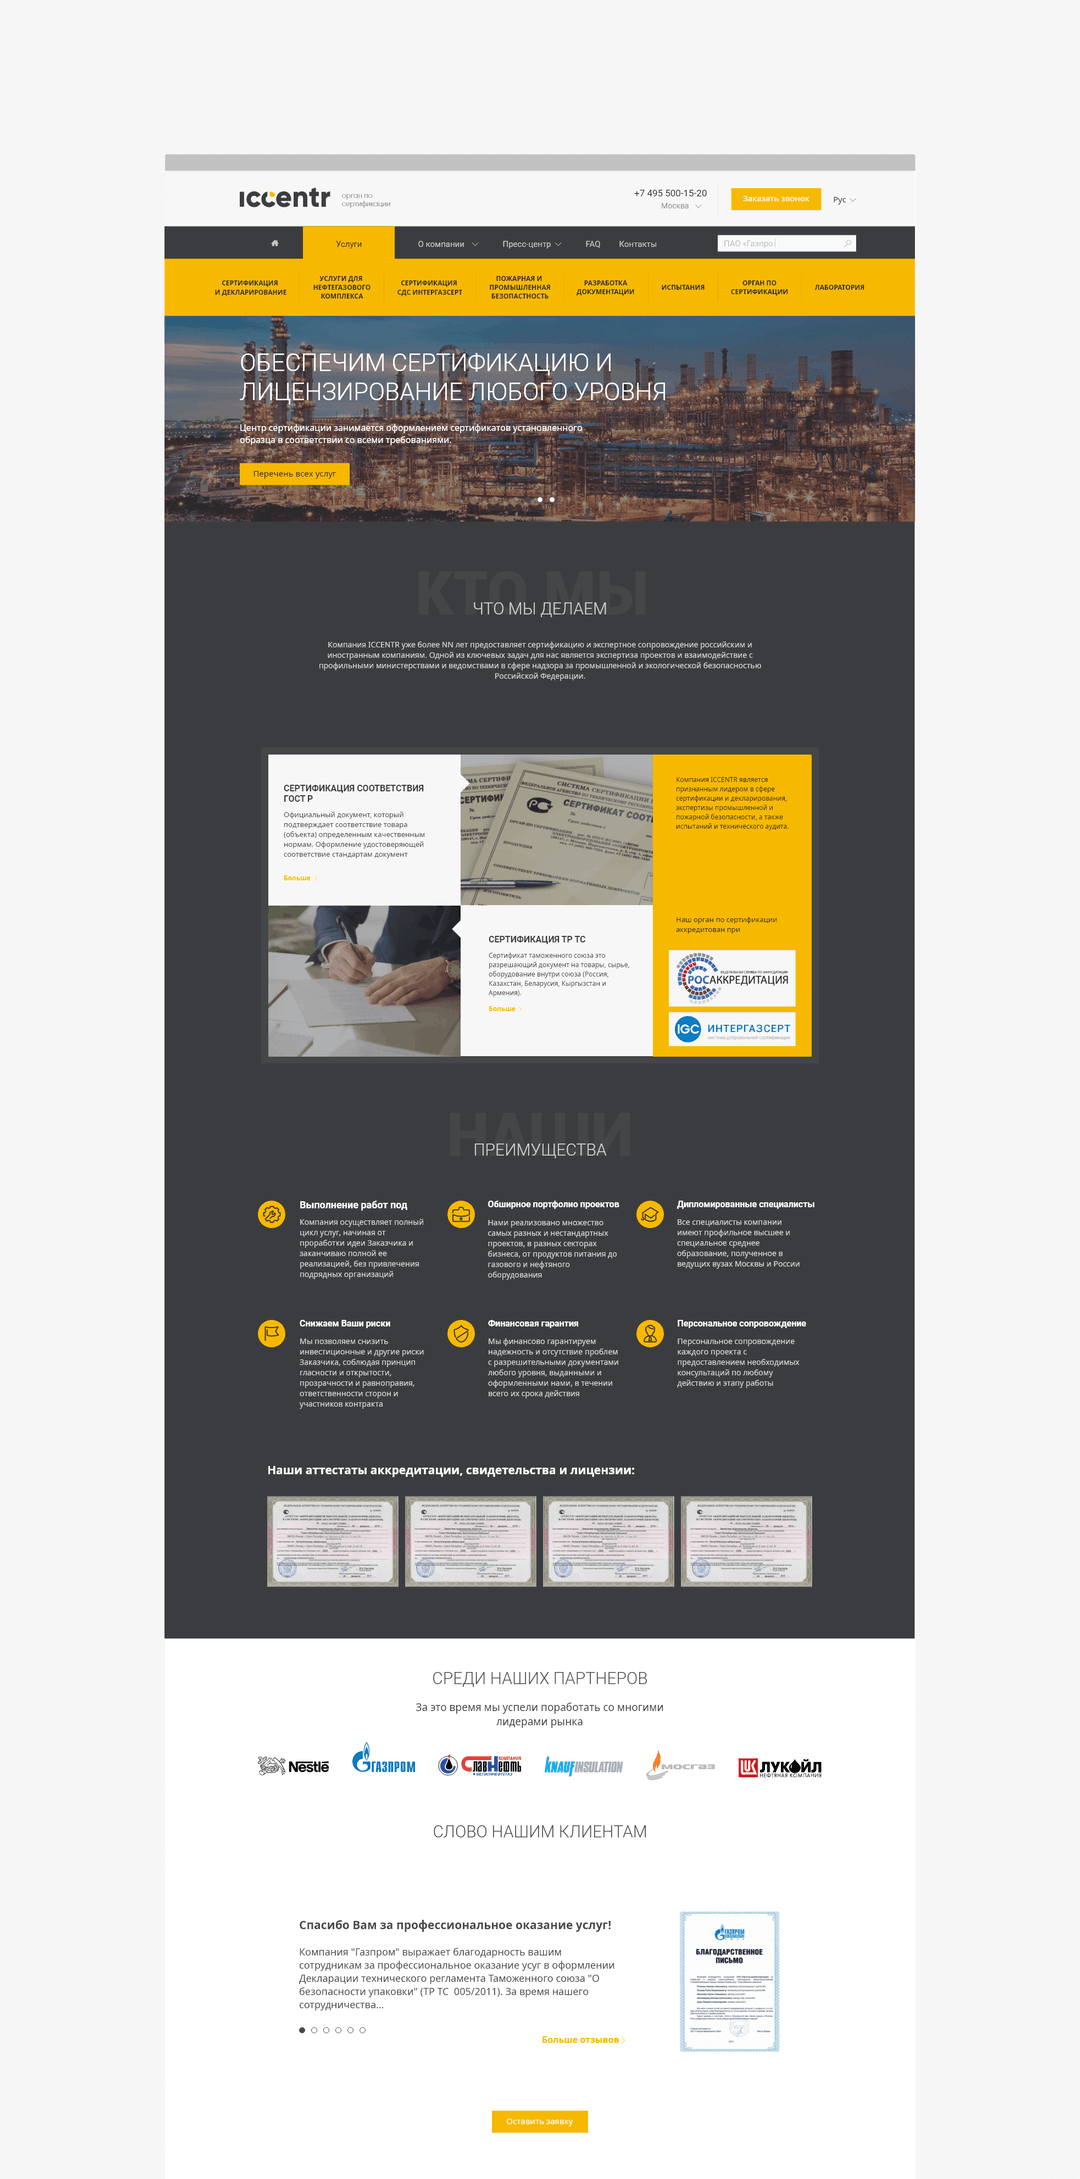 iccentr
орган по
сертификации
+7 495 500-15-20
Москва
Заказать звонок
Рус
Услуги
О компании
Пресс-центр
FAQ
Контакты
ПАО «Газпро
СЕРТИФИКАЦИЯ
И ДЕКЛАРИРОВАНИЕ
УСЛУГИ ДЛЯ
НЕФТЕГАЗОВОГО
КОМПЛЕКСА
СЕРТИФИКАЦИЯ
СДС ИНТЕРГАЗСЕРТ
ПОЖАРНАЯ И
ПРОМЫШЛЕННАЯ
БЕЗОПАСТНОСТЬ
РАЗРАБОТКА
ДОКУМЕНТАЦИИ
ИСПЫТАНИЯ
ОРГАН ПО
СЕРТИФИКАЦИИ
ЛАБОРАТОРИЯ
ОБЕСПЕЧИМ СЕРТИФИКАЦИЮ И
ЛИЦЕНЗИРОВАНИЕ ЛЮБОГО УРОВНЯ
Центр сертификации занимается оформлением сертификатов установленного
образца в соответствии со всеми требованиями.
Перечень всех услуг
КТО МЫ
ЧТО МЫ ДЕЛАЕМ
Компания ICCENTR уже более NN лет предоставляет сертификацию и экспертное сопровождение российским и
иностранным компаниям. Одной из ключевых задач для нас является экспертиза проектов и взаимодействие с
профильными министерствами и ведомствами в сфере надзора за промышленной и экологической безопасностью
Российской Федерации.
СЕРТИФИКАЦИЯ СООТВЕТСТВИЯ
ГОСТ Р
Официальный документ, который
подтверждает соответствие товара
(объекта) определенным качественным
нормам. Оформление удостоверяющей
соответствие стандартам документ
Больше
Компания ICCENTR является
признанным лидером в сфере
сертификации и декларирования,
экспертизы промышленной и
пожарной безопасности, а также
испытаний и технического аудита.
СЕРТИФИКАЦИЯ ТР ТС
Сертификат таможенного союза это
разрешающий документ на товары, сырье,
оборудование внутри союза (Россия,
Казахстан, Беларусия, Кыргызстан и
Армения).
Больше
Наш орган по сертификации
аккредитован при
ФЕДЕРАЛЬНАЯ СЛУЖБА ПО АККРЕДИТАЦИИ
РОСАККРЕДИТАЦИЯ
IGC ИНТЕРГАЗСЕРТ
система добровольной сертификации
НАШИ
ПРЕИМУЩЕСТВА
Выполнение работ под
Компания осуществляет полный
цикл услуг, начиная от
проработки идеи Заказчика и
заканчиваю полной ее
реализацией, без привлечения
подрядных организаций
Обширное портфолио проектов
Нами реализовано множество
самых разных и нестандартных
проектов, в разных секторах
бизнеса, от продуктов питания до
газового и нефтяного
оборудования
Дипломированные специалисты
Все специалисты компании
имеют профильное высшее и
специальное среднее
образование, полученное в
ведущих вузах Москвы и России
Снижаем Ваши риски
Мы позволяем снизить
инвестиционные и другие риски
Заказчика, соблюдая принцип
гласности и открытости,
прозрачности и равноправия,
ответственности сторон и
участников контракта
Финансовая гарантия
Мы финансово гарантируем
надежность и отсутствие проблем
с разрешительными документами
любого уровня, выданными и
оформленными нами, в течении
всего их срока действия
Персональное сопровождение
Персональное сопровождение
каждого проекта с
предоставлением необходимых
консультаций по любому
действию и этапу работы
Наши аттестаты аккредитации, свидетельства и лицензии:
СРЕДИ НАШИХ ПАРТНЕРОВ
За это время мы успели поработать со многими
лидерами рынка
Nestlē
ГАЗПРОМ
КОМПАНИЯ
СлавНефть
KNAUFINSULATION
МОСГАЗ
ЛУКОЙЛ
НЕФТЯНАЯ КОМПАНИЯ
СЛОВО НАШИМ КЛИЕНТАМ
Спасибо Вам за профессиональное оказание услуг!
Компания "Газпром" выражает благодарность вашим
сотрудникам за профессиональное оказание усуг в оформлении
Декларации технического регламента Таможенного союза "О
безопасности упаковки" (ТР ТС 005/2011). За время нашего
сотрудничества...
Больше отзывов
ГАЗПРОМ
БЛАГОДАРСТВЕННОЕ
ПИСЬМО
Оставить заявку